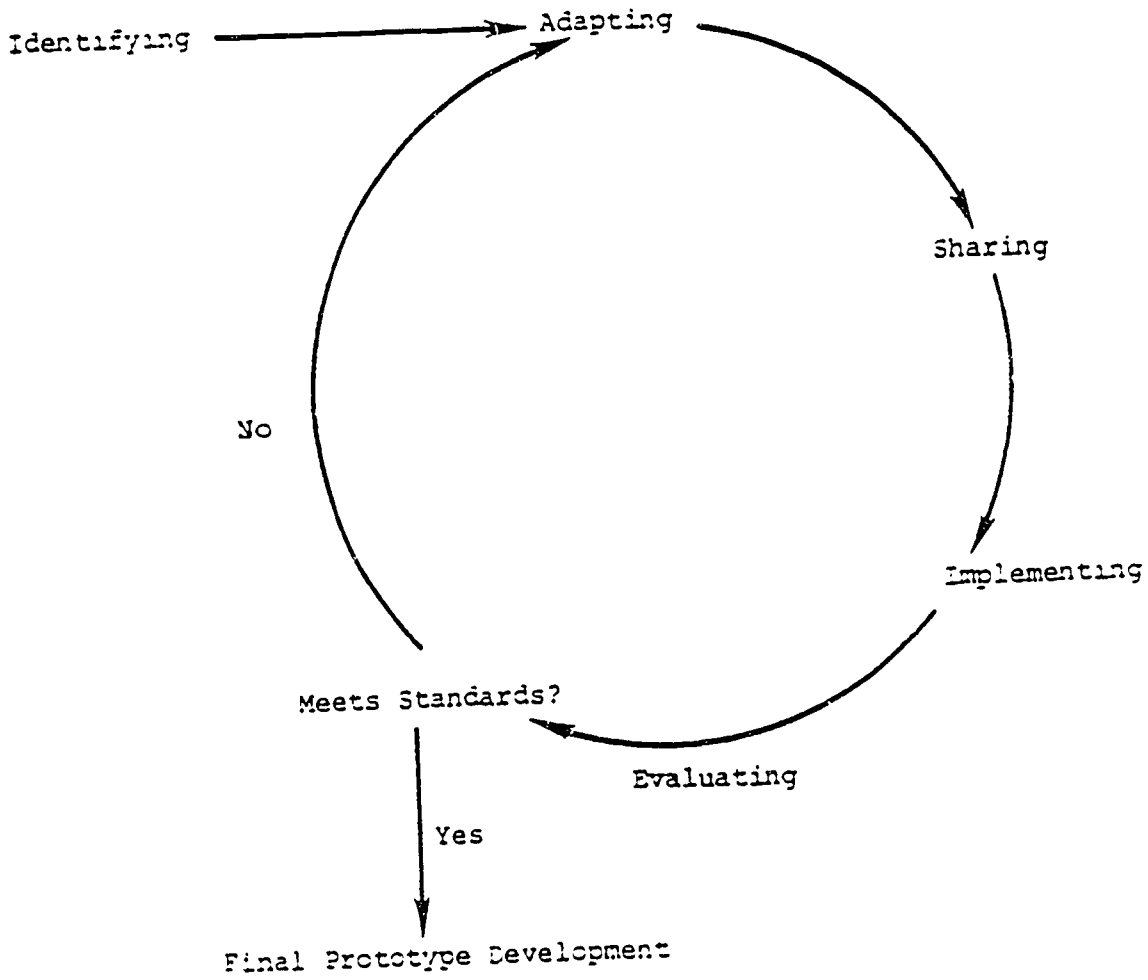 Identifying
Adapting
Sharing
No
Implementing
Meets Standards?
Evaluating
Yes
Final Prototype Development